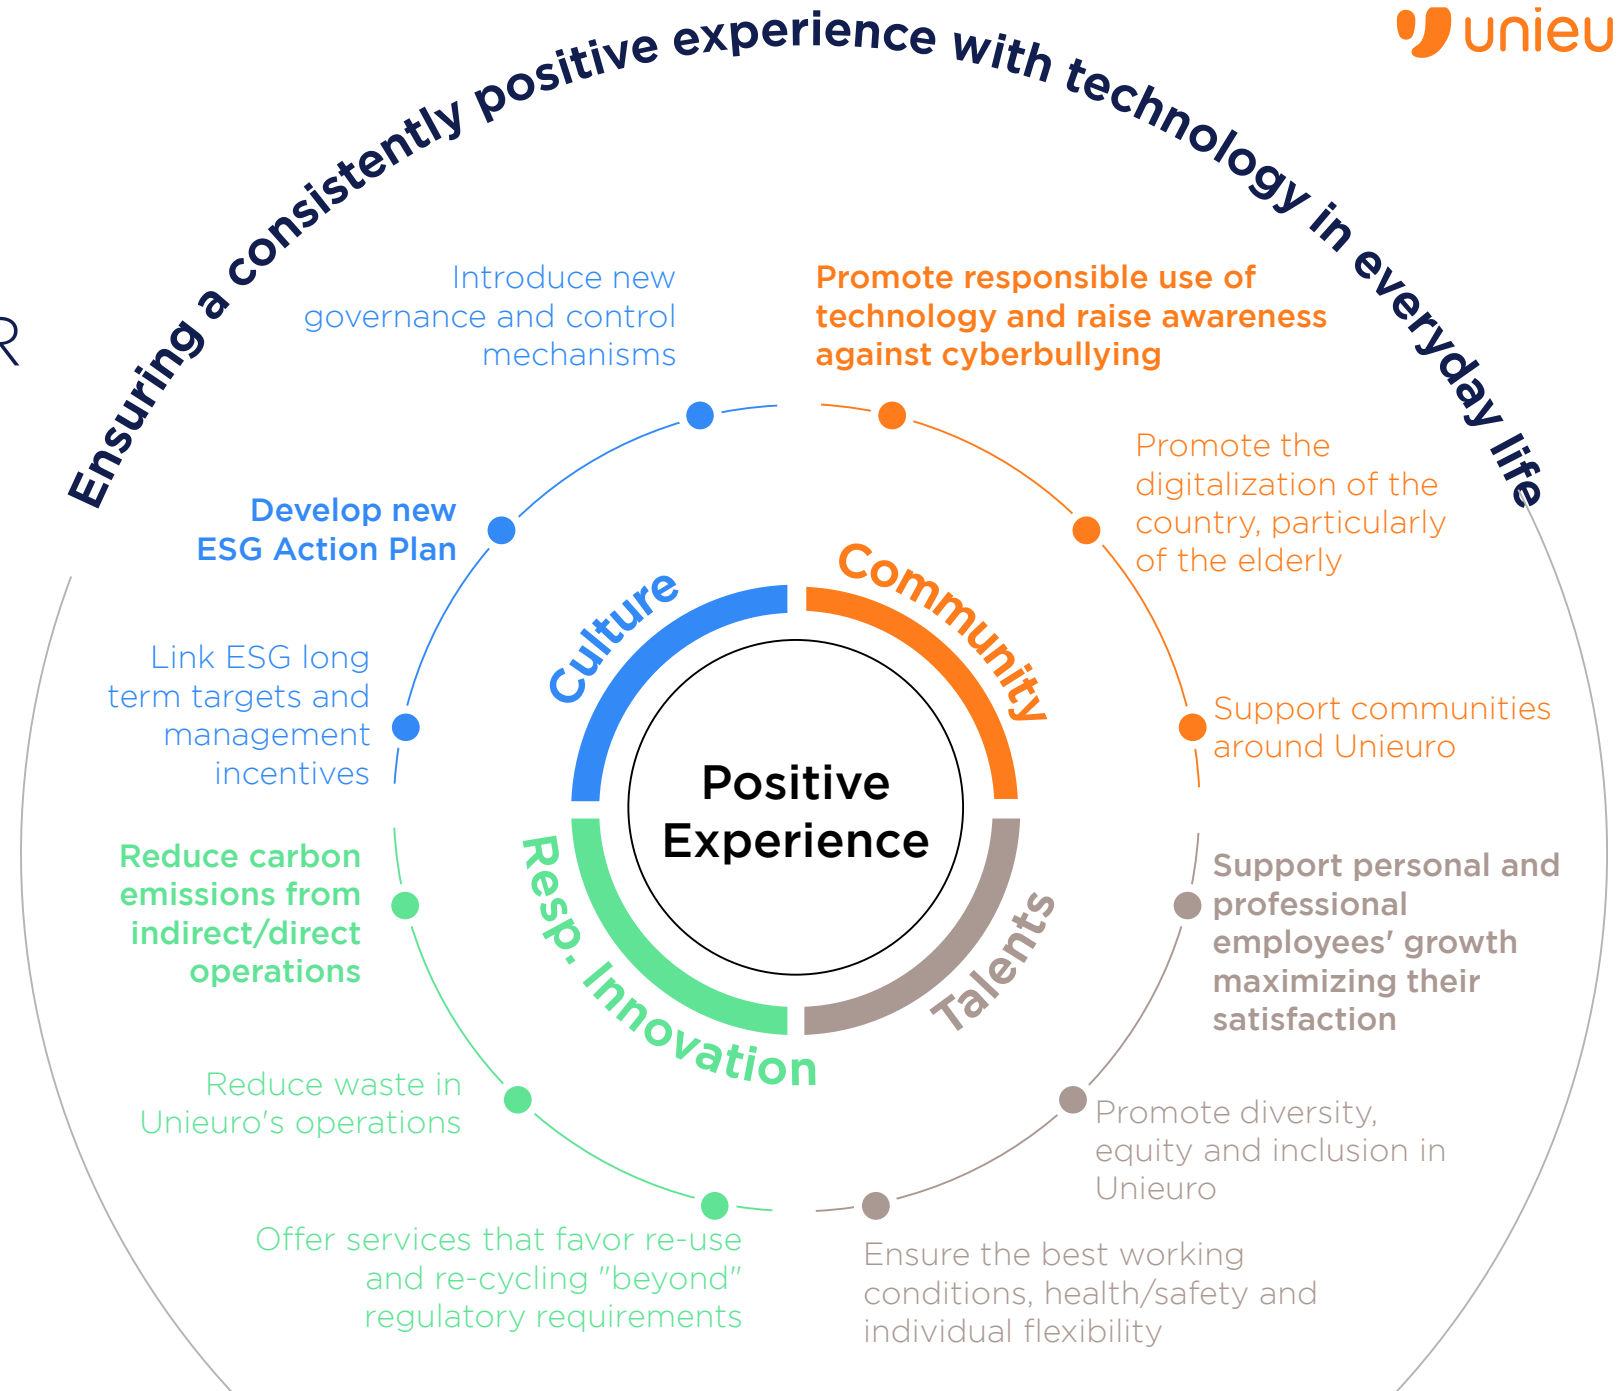 Ensuring a consistently positive experience with technology in everyday life
unieu
R
Introduce new
governance and control
mechanisms
Promote responsible use of
technology and raise awareness
against cyberbullying
Develop new
ESG Action Plan
Promote the
digitalization of the
country, particularly
of the elderly
Link ESG long
term targets and
management
incentives
Support communities
around Unieuro
Culture
Community
Positive
Experience
Resp. Innovation
Talents
Reduce carbon
emissions from
indirect/direct
operations
Support personal and
professional
employees' growth
maximizing their
satisfaction
Reduce waste in
Unieuro's operations
Promote diversity,
equity and inclusion in
Unieuro
Offer services that favor re-use
and re-cycling "beyond"
regulatory requirements
Ensure the best working
conditions, health/safety and
individual flexibility